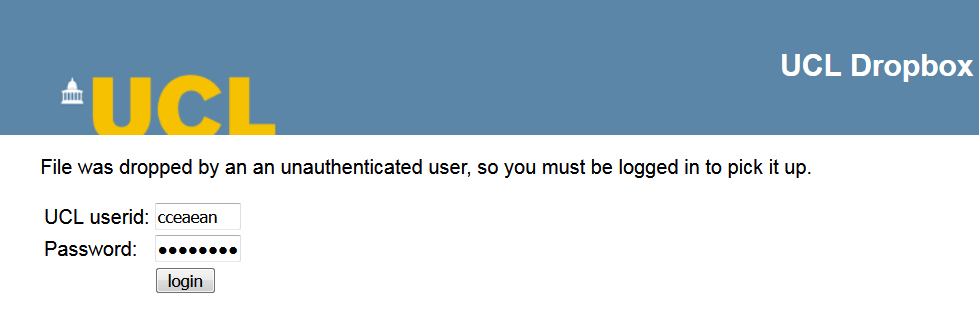 UCL
UCL Dropbox
File was dropped by an an unauthenticated user, so you must be logged in to pick it up.
UCL userid: cceaean
Password: ●●●●●●●●
login